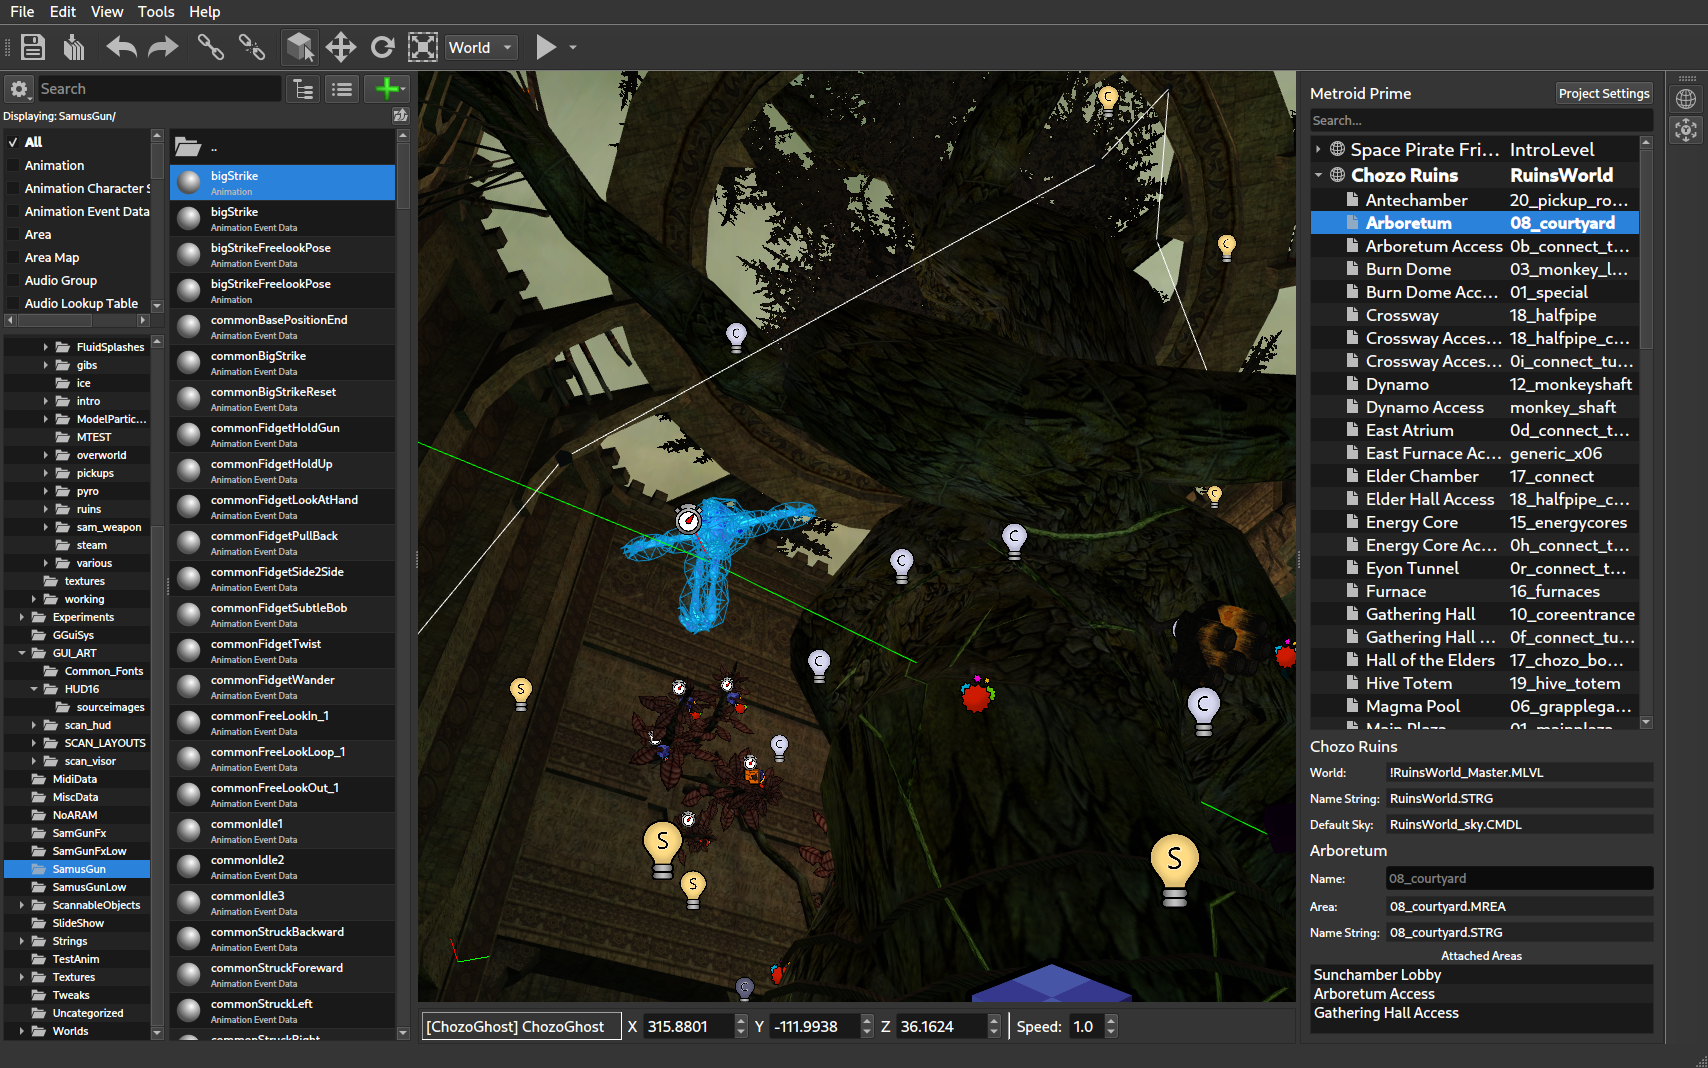 File Edit View Tools Help
World
Search
Displaying: SamusGun/
All
Animation
Animation Character S
Animation Event Data
Area
Area Map
Audio Group
Audio Lookup Table
FluidSplashes
gibs
ice
intro
ModelPartic...
MTEST
overworld
pickups
pyro
ruins
sam_weapon
steam
various
textures
working
Experiments
GGuiSys
GUI_ART
Common_Fonts
HUD16
sourceimages
scan_hud
SCAN_LAYOUTS
scan_visor
MidiData
MiscData
NoARAM
SamGunFx
SamGunFxLow
SamusGun
SamusGunLow
ScannableObjects
SlideShow
Strings
TestAnim
Textures
Tweaks
Uncategorized
Worlds
..
bigStrike
Animation
bigStrike
Animation Event Data
bigStrikeFreelookPose
Animation Event Data
bigStrikeFreelookPose
Animation
commonBasePositionEnd
Animation Event Data
commonBigStrike
Animation Event Data
commonBigStrikeReset
Animation Event Data
commonFidgetHoldGun
Animation Event Data
commonFidgetHoldUp
Animation Event Data
commonFidgetLookAtHand
Animation Event Data
commonFidgetPullBack
Animation Event Data
commonFidgetSide2Side
Animation Event Data
commonFidgetSubtleBob
Animation Event Data
commonFidgetTwist
Animation Event Data
commonFidgetWander
Animation Event Data
commonFreeLookIn_1
Animation Event Data
commonFreeLookLoop_1
Animation Event Data
commonFreeLookOut_1
Animation Event Data
commonIdle1
Animation Event Data
commonIdle2
Animation Event Data
commonIdle3
Animation Event Data
commonStruckBackward
Animation Event Data
commonStruckForeward
Animation Event Data
commonStruckLeft
Animation Event Data
commonStruckRight
C
C
C
C
C
C
C
S
C
C
S
S
S
C
[ChozoGhost] ChozoGhost X 315.8801 Y -111.9938 Z 36.1624 Speed: 1.0
Metroid Prime Project Settings
Search...
Space Pirate Fri... IntroLevel
Chozo Ruins RuinsWorld
Antechamber 20_pickup_ro...
Arboretum 08_courtyard
Arboretum Access 0b_connect_t...
Burn Dome 03_monkey_l...
Burn Dome Acc... 01_special
Crossway 18_halfpipe
Crossway Acces... 18_halfpipe_c...
Crossway Acces... 0i_connect_tu...
Dynamo 12_monkeyshaft
Dynamo Access monkey_shaft
East Atrium 0d_connect_t...
East Furnace Ac... generic_x06
Elder Chamber 17_connect
Elder Hall Access 18_halfpipe_c...
Energy Core 15_energycores
Energy Core Ac... 0h_connect_t...
Eyon Tunnel 0r_connect_t...
Furnace 16_furnaces
Gathering Hall 10_coreentrance
Gathering Hall ... 0f_connect_tu...
Hall of the Elders 17_chozo_bo...
Hive Totem 19_hive_totem
Magma Pool 06_grapplega...
Main Plaza 01_mainplaza
Chozo Ruins
World: !RuinsWorld_Master.MLVL
Name String: RuinsWorld.STRG
Default Sky: RuinsWorld_sky.CMDL
Arboretum
Name: 08_courtyard
Area: 08_courtyard.MREA
Name String: 08_courtyard.STRG
Attached Areas
Sunchamber Lobby
Arboretum Access
Gathering Hall Access